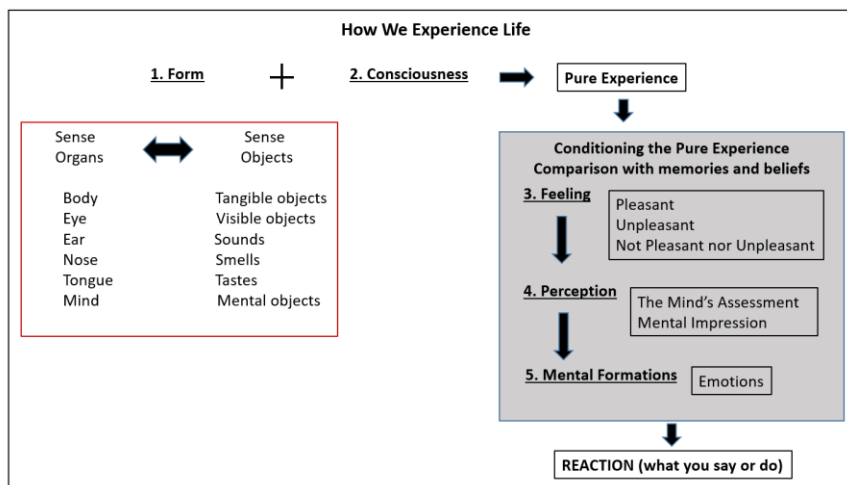 How We Experience Life
1. Form + 2. Consciousness
Pure Experience
Sense Organs
Sense Objects
Body Tangible objects
Eye Visible objects
Ear Sounds
Nose Smells
Tongue Tastes
Mind Mental objects
Conditioning the Pure Experience
Comparison with memories and beliefs
3. Feeling
Pleasant
Unpleasant
Not Pleasant nor Unpleasant
4. Perception
The Mind's Assessment
Mental Impression
5. Mental Formations
Emotions
REACTION (what you say or do)